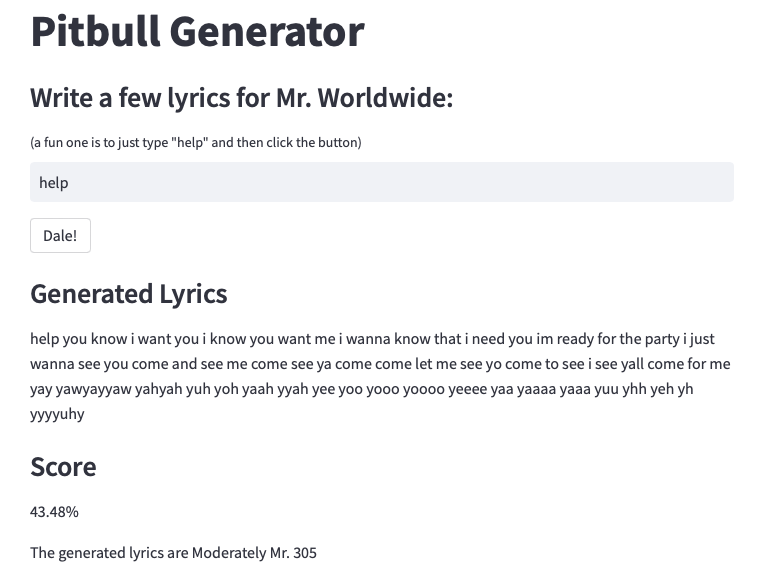 Pitbull Generator
Write a few lyrics for Mr. Worldwide:
(a fun one is to just type "help" and then click the button)
help
Dale!
Generated Lyrics
help you know i want you i know you want me i wanna know that i need you im ready for the party i just
wanna see you come and see me come see ya come come let me see yo come to see i see yall come for me
yay yawyayyaw yahyah yuh yoh yaah yyah yee yoo yooo yoooo yeeee yaa yaaaa yaaa yuu yhh yeh yh
yyyyuhy
Score
43.48%
The generated lyrics are Moderately Mr. 305